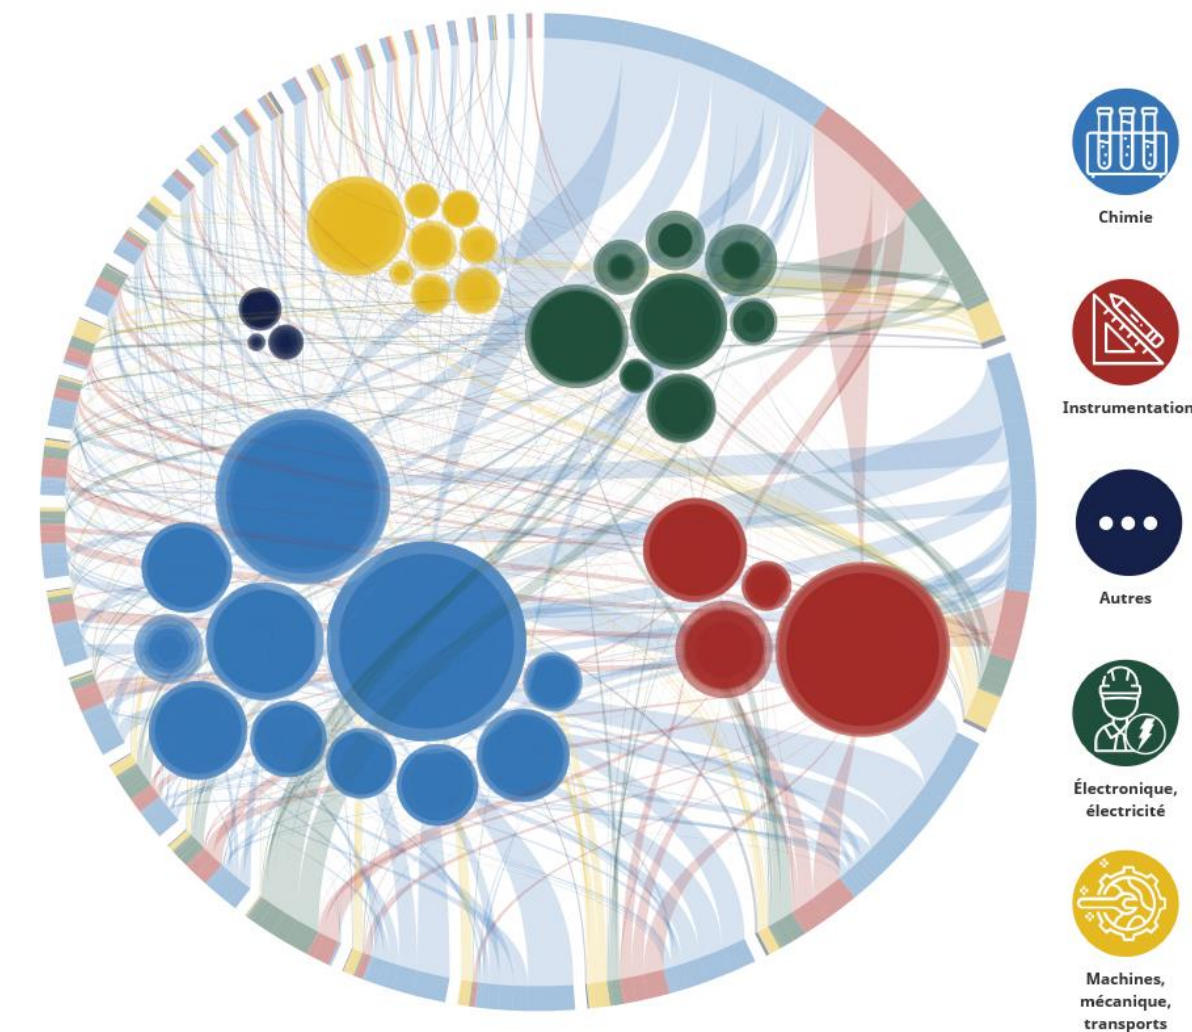 Chimie
Instrumentation
Autres
Électronique,
électricité
Machines,
mécanique,
transports